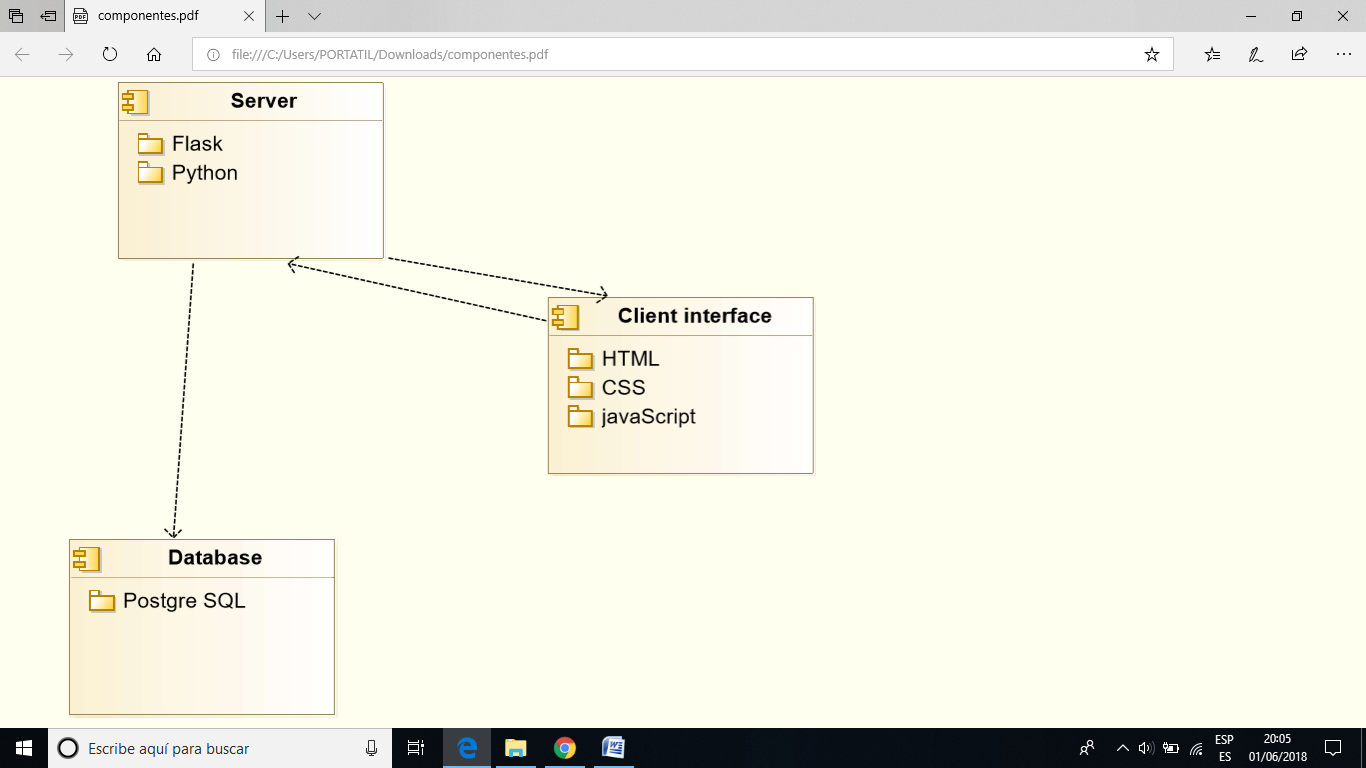 componentes.pdf
file:///C:/Users/PORTATIL/Downloads/componentes.pdf
Server
Flask
Python
Client interface
HTML
CSS
javaScript
Database
Postgre SQL
Escribe aquí para buscar
ESP
ES
20:05
01/06/2018